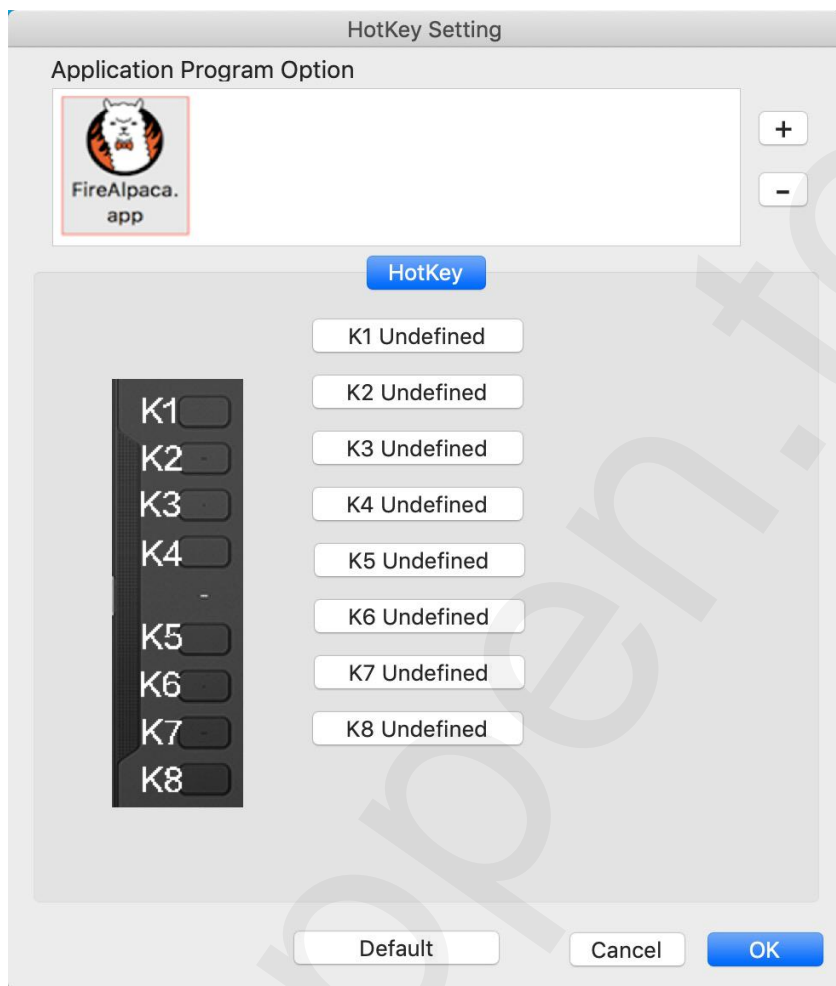 HotKey Setting
Application Program Option
FireAlpaca.
app
+
-
HotKey
K1 Undefined
K2 Undefined
K3 Undefined
K4 Undefined
K5 Undefined
K6 Undefined
K7 Undefined
K8 Undefined
K1
K2
K3
K4
K5
K6
K7
K8
Default
Cancel
OK